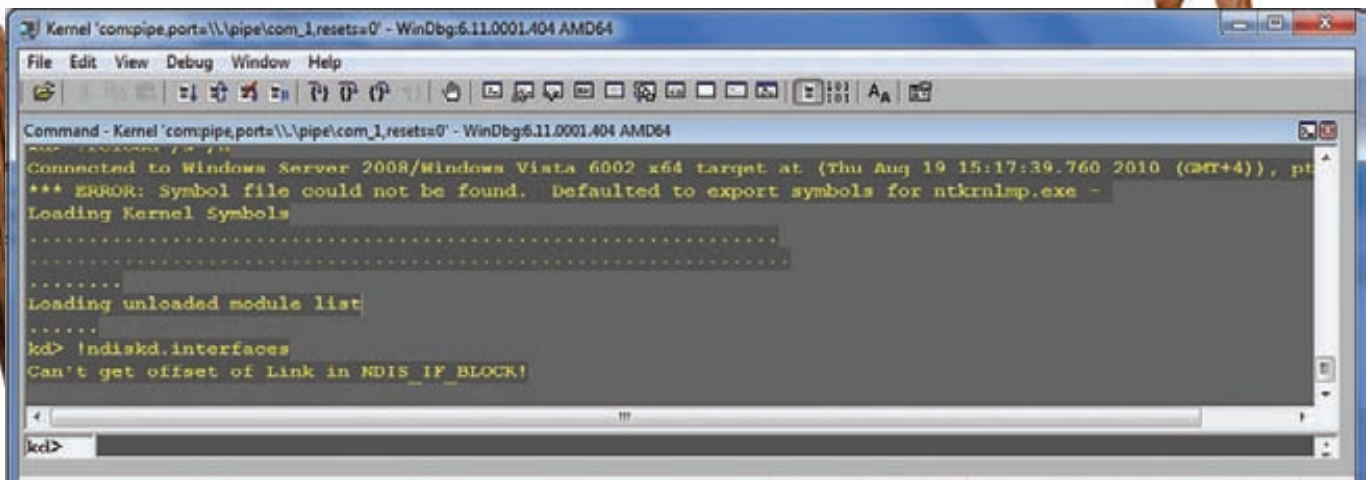 Kernel 'com:pipe,port=\\.\pipe\com_1,resets=0' - WinDbg:6.11.0001.404 AMD64
File Edit View Debug Window Help
Command - Kernel 'com:pipe,port=\\.\pipe\com_1,resets=0' - WinDbg:6.11.0001.404 AMD64
Connected to Windows Server 2008/Windows Vista 6002 x64 target at (Thu Aug 19 15:17:39.760 2010 (GMT+4)), pt
*** ERROR: Symbol file could not be found. Defaulted to export symbols for ntkrnlmp.exe -
Loading Kernel Symbols
...............................................................
................................................................
........
Loading unloaded module list
......
kd> !ndiskd.interfaces
Can't get offset of Link in NDIS_IF_BLOCK!
kd>